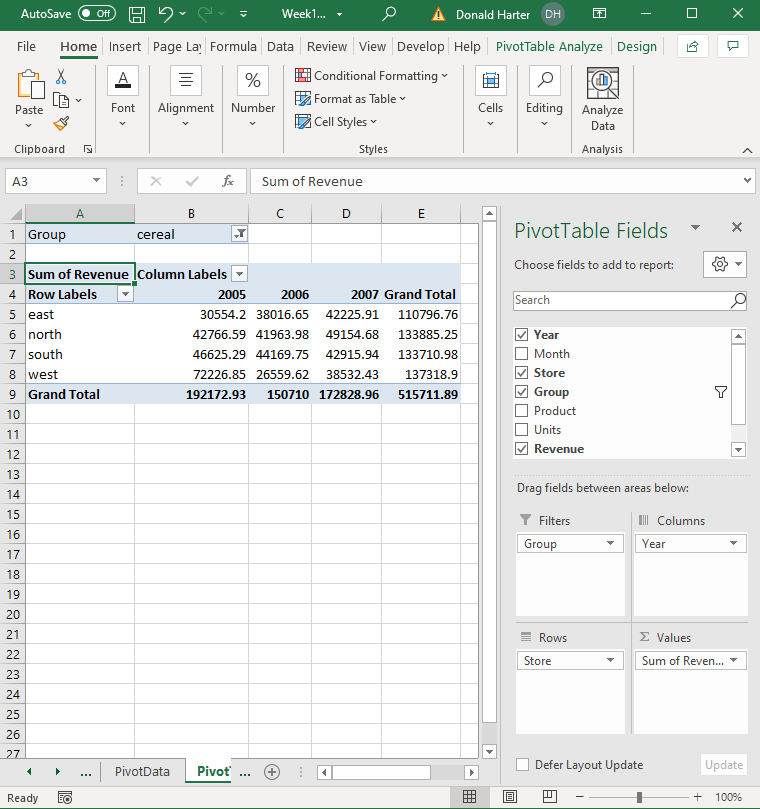 AutoSave Off Week1... Donald Harter DH
File Home Insert Page Lay Formula Data Review View Develop Help PivotTable Analyze Design
Paste Font Alignment Number Conditional Formatting Format as Table Cell Styles Cells Editing Analyze Data
Clipboard Styles Analysis
A3 fx Sum of Revenue
A B C D E
1 Group cereal
2
3 Sum of Revenue Column Labels
4 Row Labels 2005 2006 2007 Grand Total
5 east 30554.2 38016.65 42225.91 110796.76
6 north 42766.59 41963.98 49154.68 133885.25
7 south 46625.29 44169.75 42915.94 133710.98
8 west 72226.85 26559.62 38532.43 137318.9
9 Grand Total 192172.93 150710 172828.96 515711.89
10
11
12
13
14
15
16
17
18
19
20
21
22
23
24
25
26
27
PivotTable Fields
Choose fields to add to report:
Search
Year
Month
Store
Group
Product
Units
Revenue
Drag fields between areas below:
Filters Columns
Group Year
Rows Σ Values
Store Sum of Reven...
Defer Layout Update Update
... PivotData PivotT ...
Ready 100%